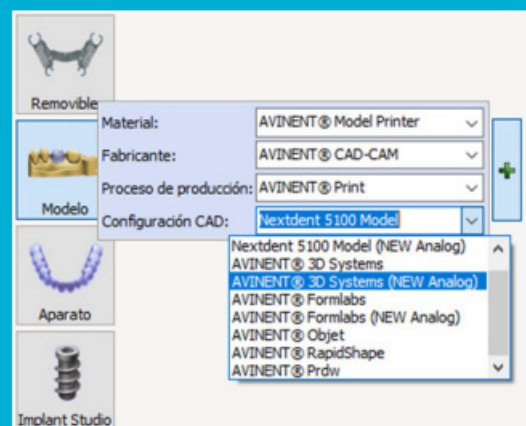 Removible
Material: AVINENT® Model Printer
Fabricante: AVINENT® CAD-CAM
Proceso de producción: AVINENT® Print
Modelo
Configuración CAD: Nextdent 5100 Model
Nextdent 5100 Model (NEW Analog)
AVINENT® 3D Systems
AVINENT® 3D Systems (NEW Analog)
AVINENT® Formlabs
AVINENT® Formlabs (NEW Analog)
AVINENT® Objet
AVINENT® RapidShape
AVINENT® Prdw
Aparato
Implant Studio